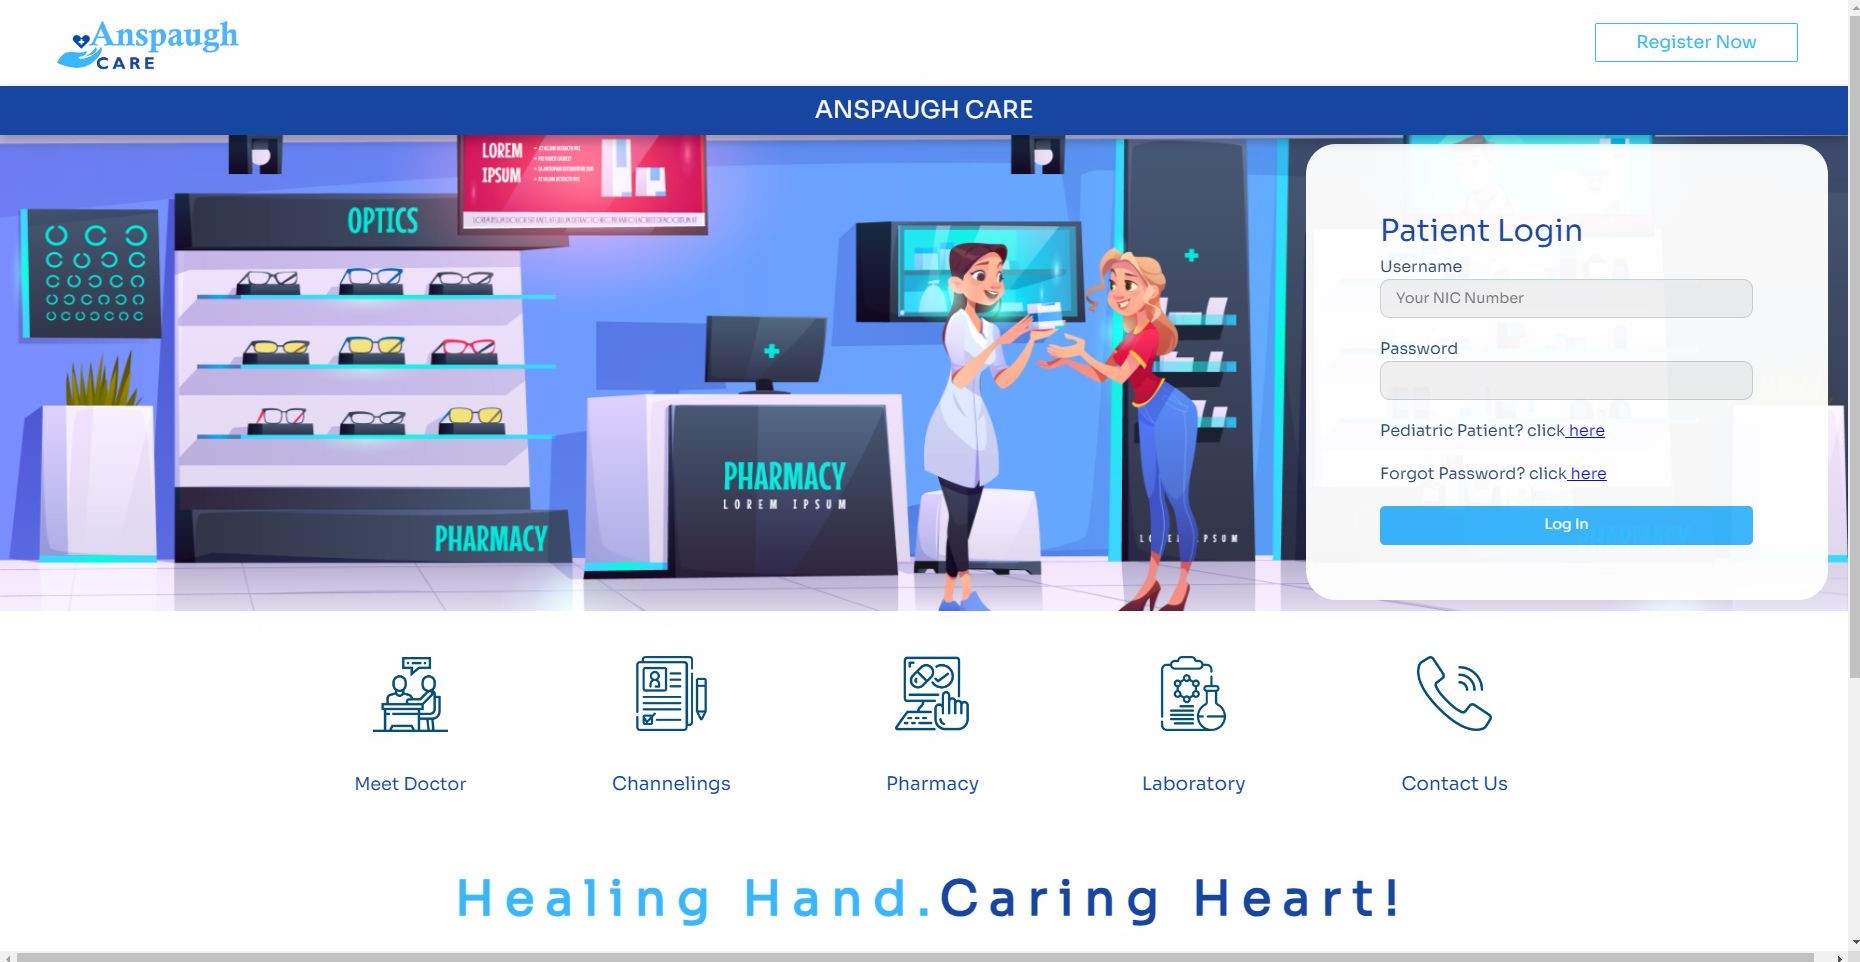 Anspaugh
CARE
Register Now
ANSPAUGH CARE
LOREM
IPSUM
OPTICS
PHARMACY
PHARMACY
LOREM IPSUM
Patient Login
Username
Your NIC Number
Password
Pediatric Patient? click here
Forgot Password? click here
Log In
Meet Doctor
Channelings
Pharmacy
Laboratory
Contact Us
Healing Hand.Caring Heart!